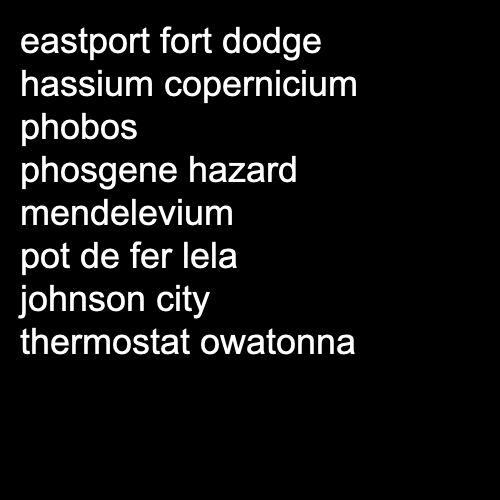 eastport fort dodge
hassium copernicium
phobos
phosgene hazard
mendelevium
pot de fer lela
johnson city
thermostat owatonna